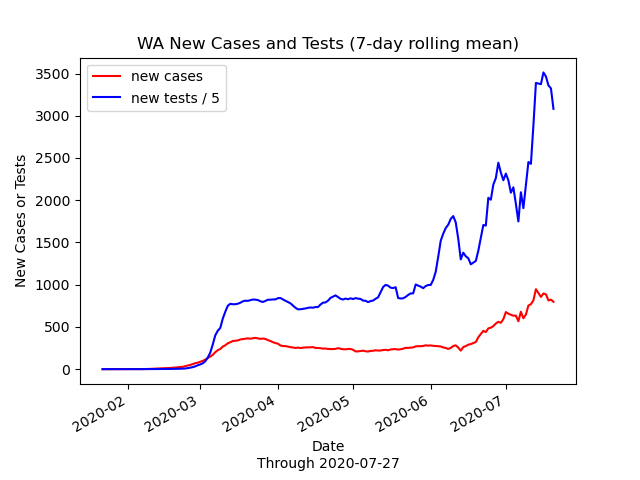 WA New Cases and Tests (7-day rolling mean)
new cases
new tests / 5
New Cases or Tests
3500
3000
2500
2000
1500
1000
500
0
2020-02
2020-03
2020-04
2020-05
2020-06
2020-07
Date
Through 2020-07-27